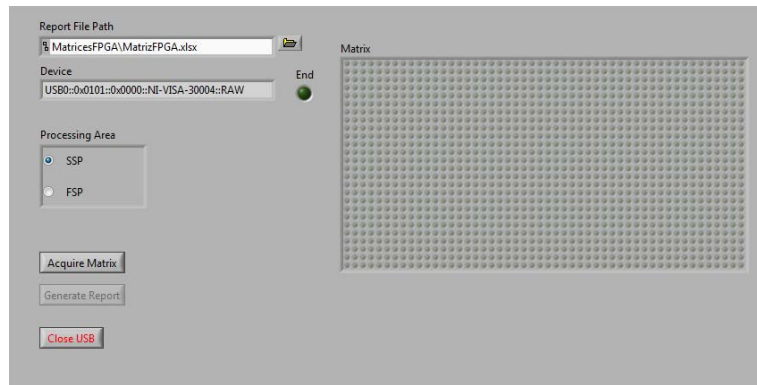 Report File Path
MatricesFPGA\MatrizFPGA.xlsx
Matrix
Device
End
USB0::0x0101::0x0000::NI-VISA-30004::RAW
Processing Area
SSP
FSP
Acquire Matrix
Generate Report
Close USB